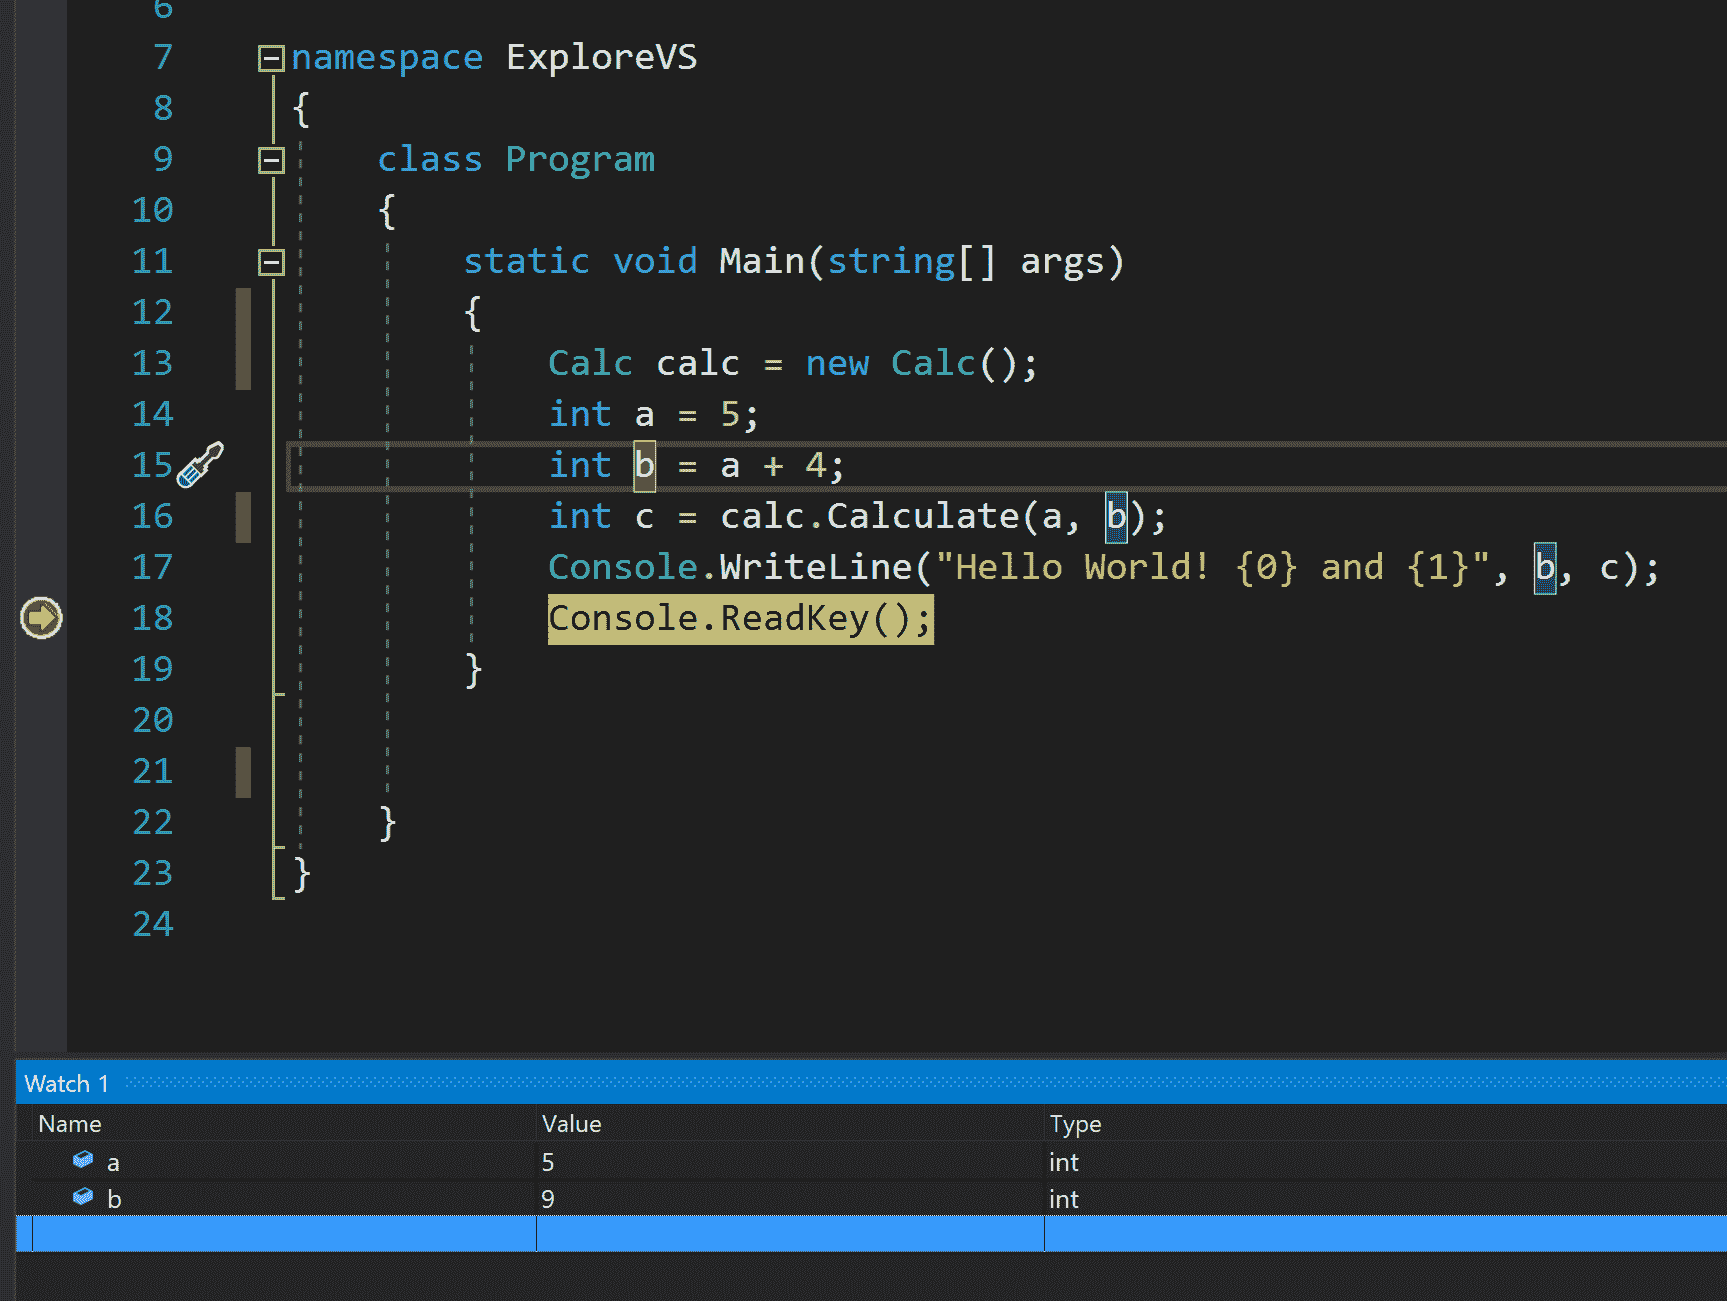 6
7 namespace ExploreVS
8 {
9 class Program
10 {
11 static void Main(string[] args)
12 {
13 Calc calc = new Calc();
14 int a = 5;
15 int b = a + 4;
16 int c = calc.Calculate(a, b);
17 Console.WriteLine("Hello World! {0} and {1}", b, c);
18 Console.ReadKey();
19 }
20
21
22 }
23 }
24
Watch 1
Name Value Type
a 5 int
b 9 int